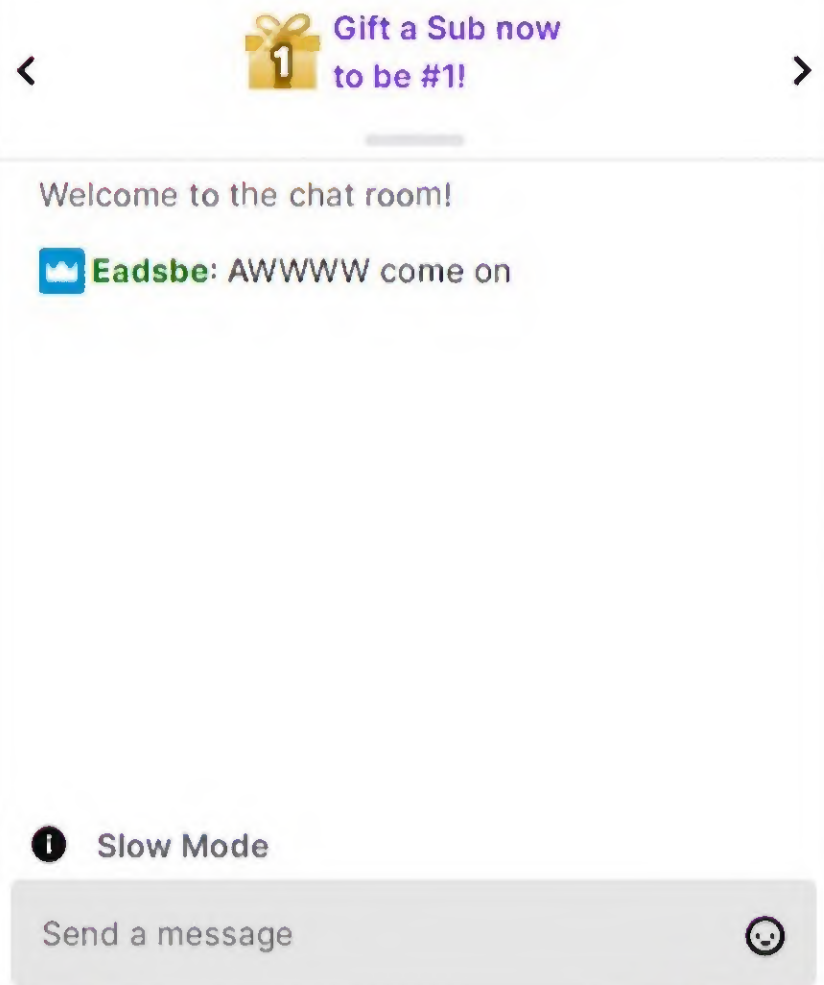 1
Gift a Sub now
to be #1!
Welcome to the chat room!
Eadsbe: AWWWW come on
Slow Mode
Send a message